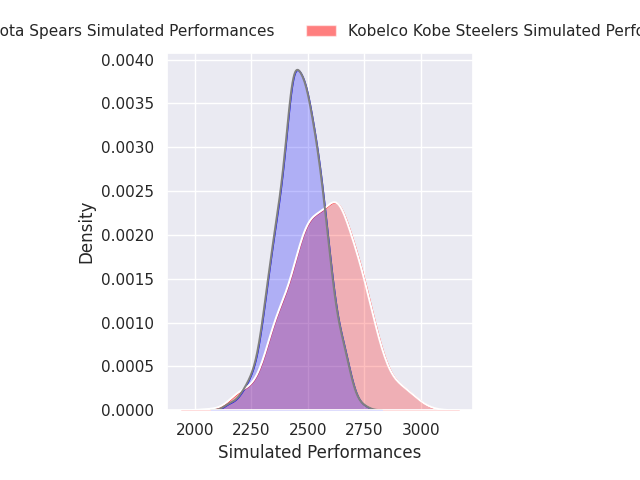 ota Spears Simulated Performances
Kobelco Kobe Steelers Simulated Perfo
0.0040
0.0035
0.0030
0.0025
0.0020
0.0015
0.0010
0.0005
0.0000
Density
2000 2250 2500 2750 3000
Simulated Performances